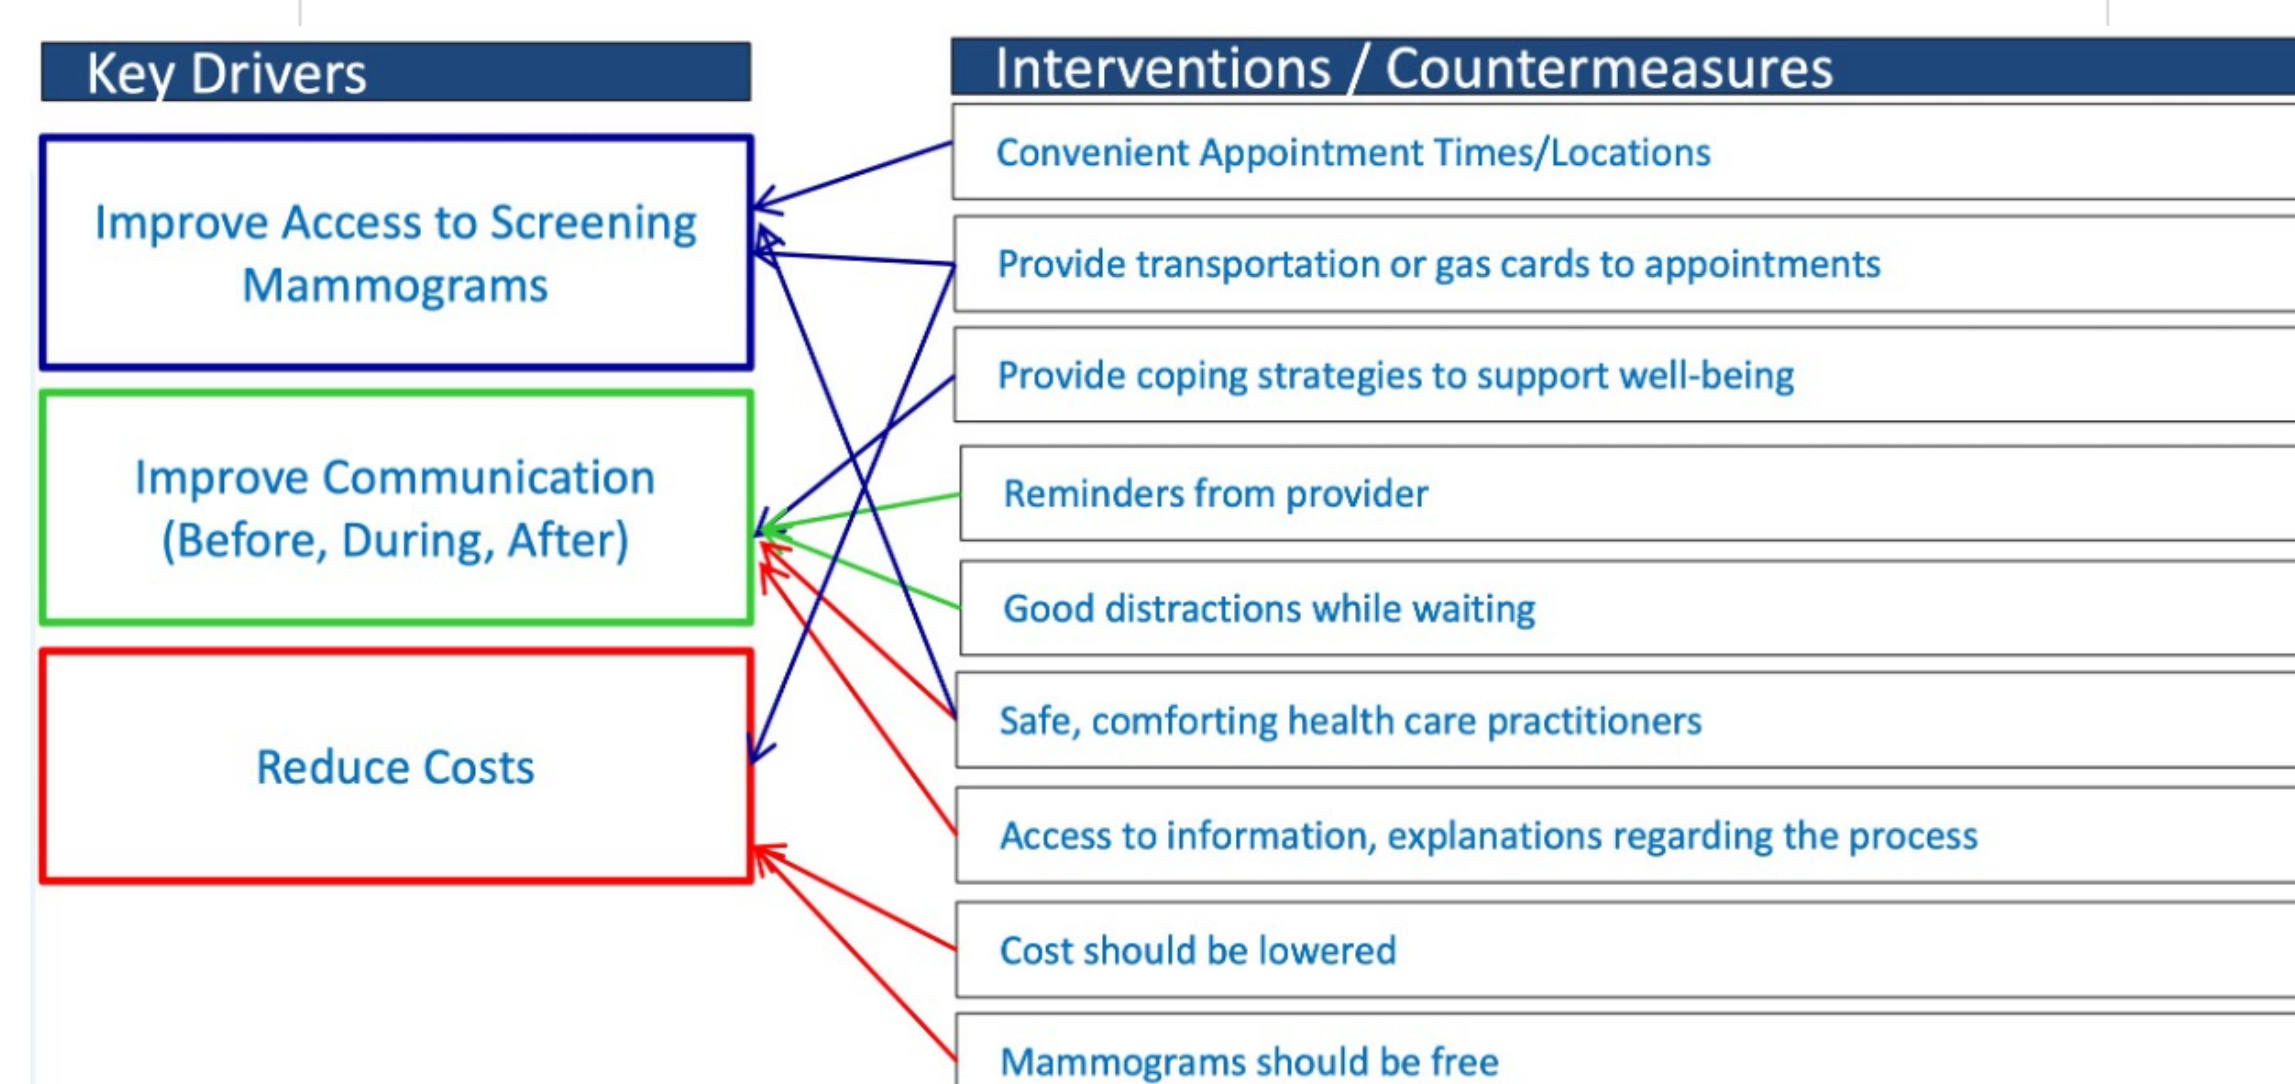 Key Drivers
Interventions / Countermeasures
Improve Access to Screening
Mammograms
Improve Communication
(Before, During, After)
Reduce Costs
Convenient Appointment Times/Locations
Provide transportation or gas cards to appointments
Provide coping strategies to support well-being
Reminders from provider
Good distractions while waiting
Safe, comforting health care practitioners
Access to information, explanations regarding the process
Cost should be lowered
Mammograms should be free